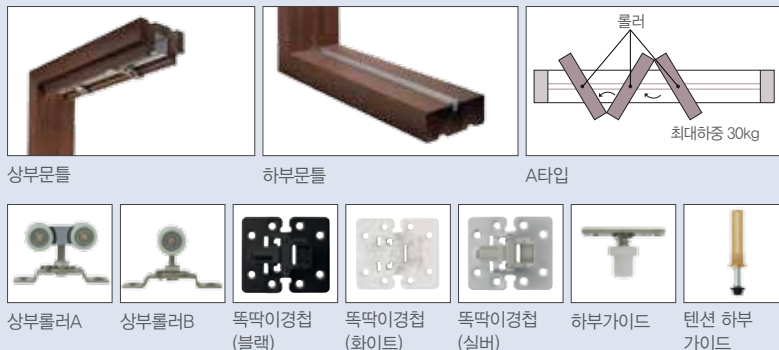 롤러
최대하중 30kg
상부문틀
하부문틀
A타입
상부롤러A
상부롤러B
똑딱이경첩
(블랙)
똑딱이경첩
(화이트)
똑딱이경첩
(실버)
하부가이드
텐션 하부
가이드